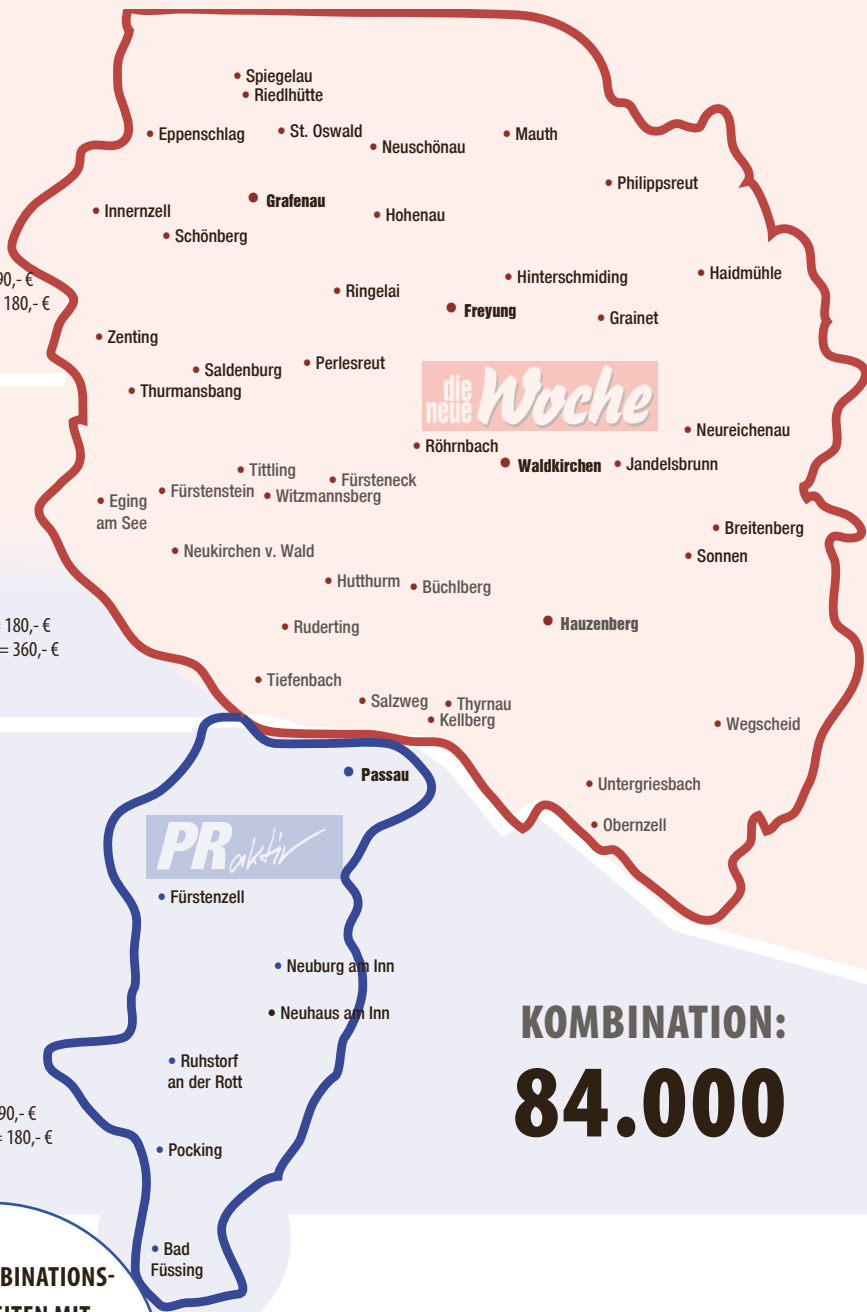 Spiegelau
Riedlhütte
Eppenschlag
St. Oswald
Neuschönau
Mauth
Philippsreut
Grafenau
Innernzell
Hohenau
Schönberg
Haidmühle
90,- €
Hinterschmiding
Ringelai
180,- €
Freyung
Grainet
Zenting
Perlesreut
Saldenburg
Thurmansbang
die neue Woche
Neureichenau
Röhrnbach
Waldkirchen
Jandelsbrunn
Tittling
Fürsteneck
Fürstenstein
Witzmannsberg
Eging
am See
Breitenberg
Neukirchen v. Wald
Sonnen
Hutthurm
Büchlberg
Hauzenberg
= 180,- €
Ruderting
= 360,- €
Tiefenbach
Salzweg
Thyrnau
Kellberg
Wegscheid
Passau
Untergriesbach
Obernzell
PR aktiv
Fürstenzell
Neuburg am Inn
Neuhaus am Inn
KOMBINATION:
84.000
Ruhstorf
an der Rott
90,- €
= 180,- €
Pocking
Bad
Füssing
BINATIONS-
EITEN MIT